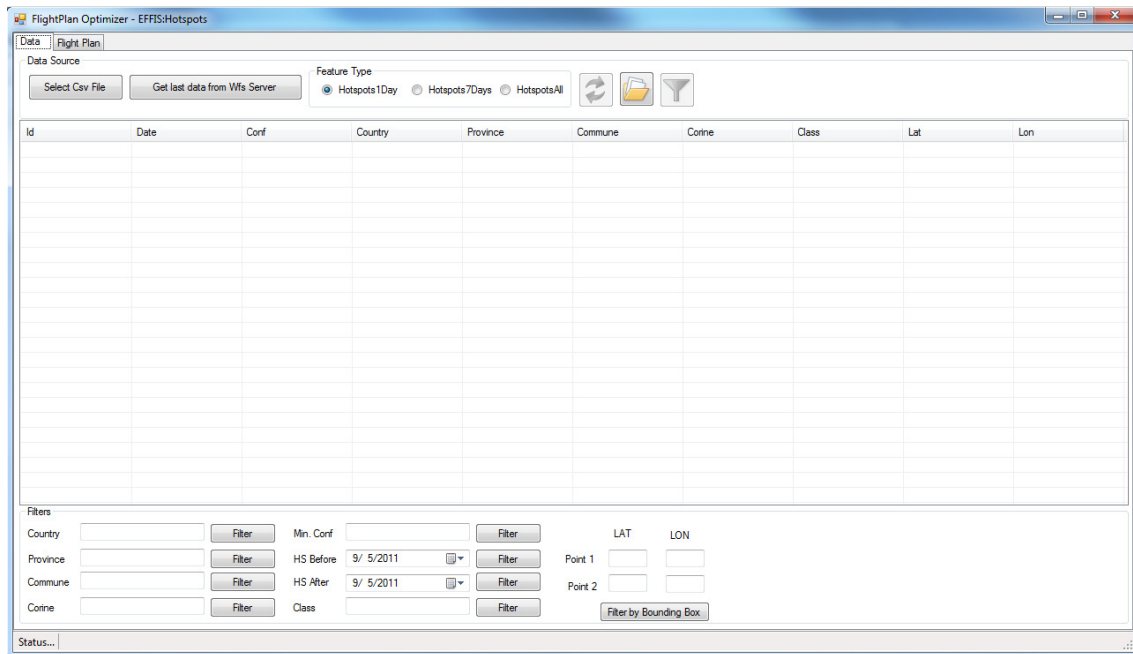 FlightPlan Optimizer - EFFIS:Hotspots
Data Flight Plan
Data Source
Select Csv File Get last data from Wfs Server Feature Type Hotspots1Day Hotspots7Days HotspotsAll
Id Date Conf Country Province Commune Corine Class Lat Lon
Filters
Country Filter Min. Conf Filter LAT LON
Province Filter HS Before 9/ 5/2011 Filter Point 1
Commune Filter HS After 9/ 5/2011 Filter Point 2
Corine Filter Class Filter Filter by Bounding Box
Status...